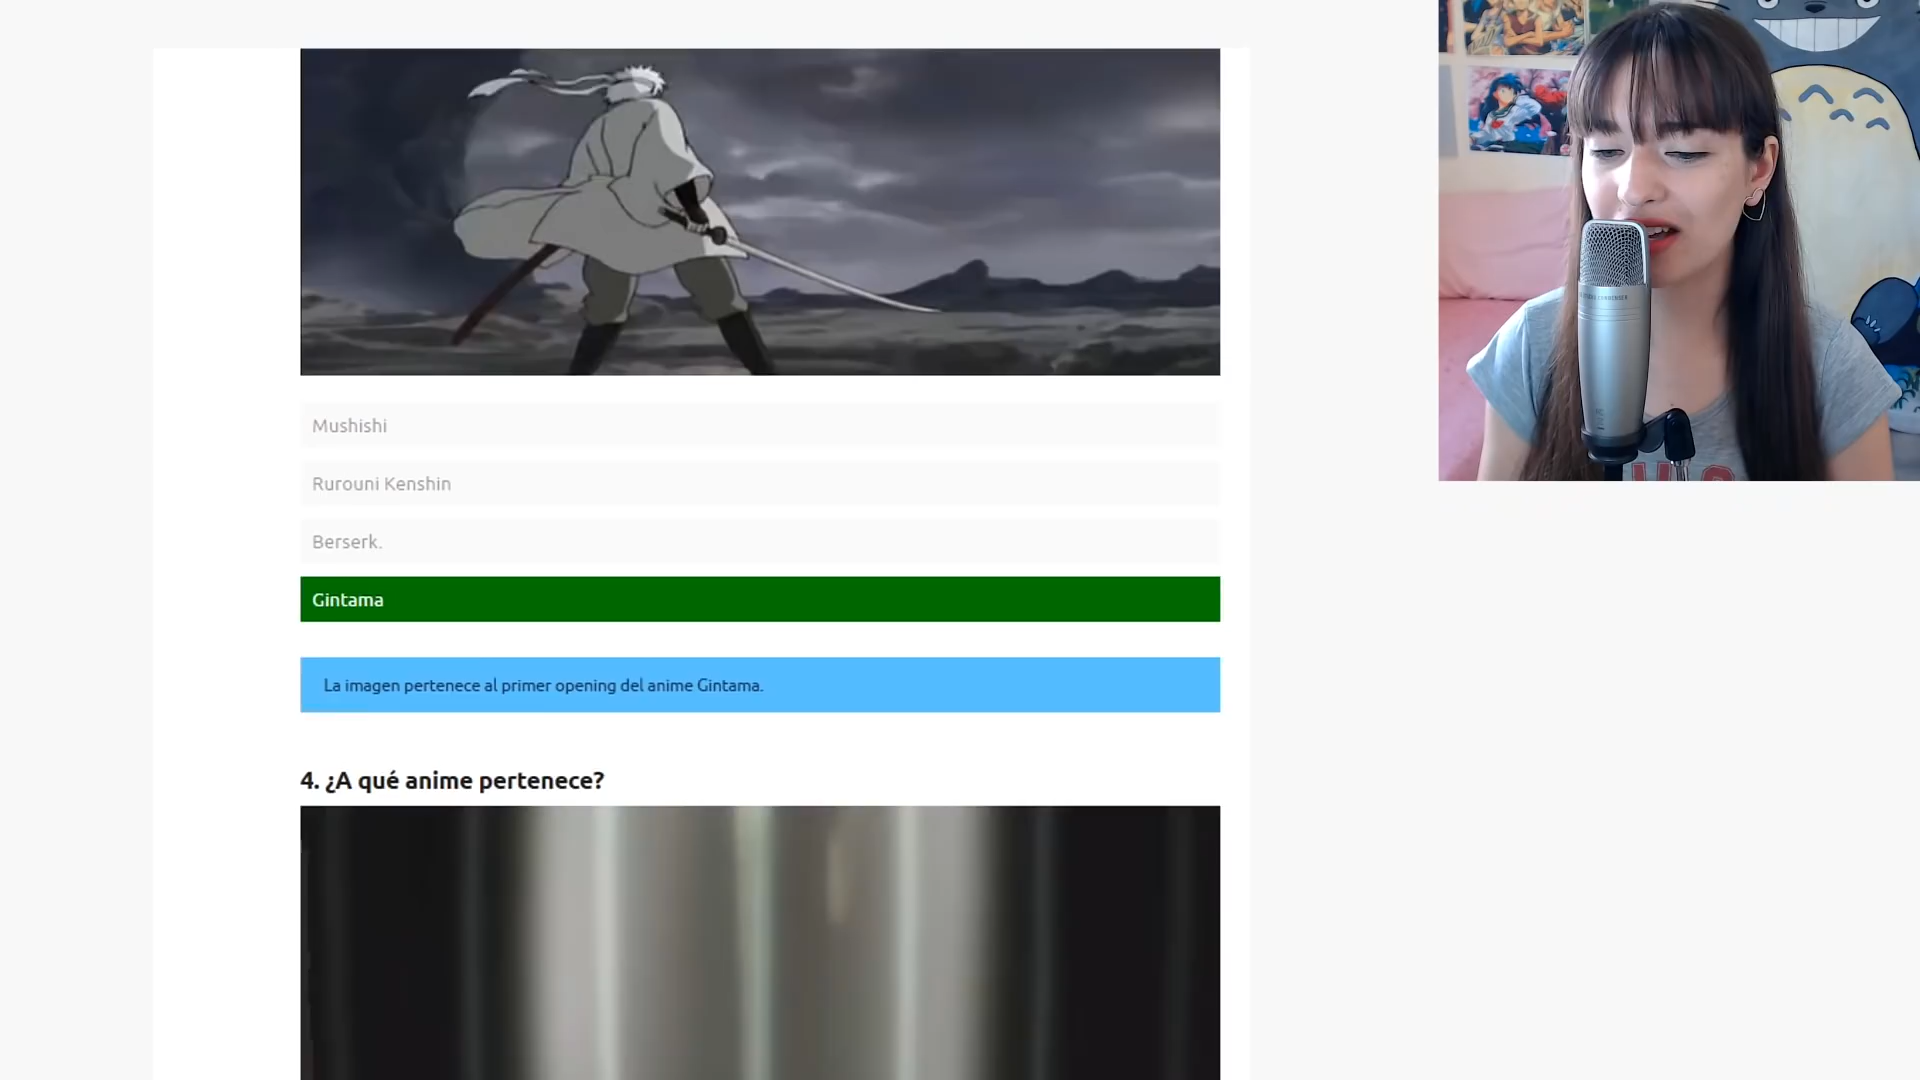 Mushishi
Rurouni Kenshin
Berserk.
Gintama
La imagen pertenece al primer opening del anime Gintama.
4. ¿A qué anime pertenece?